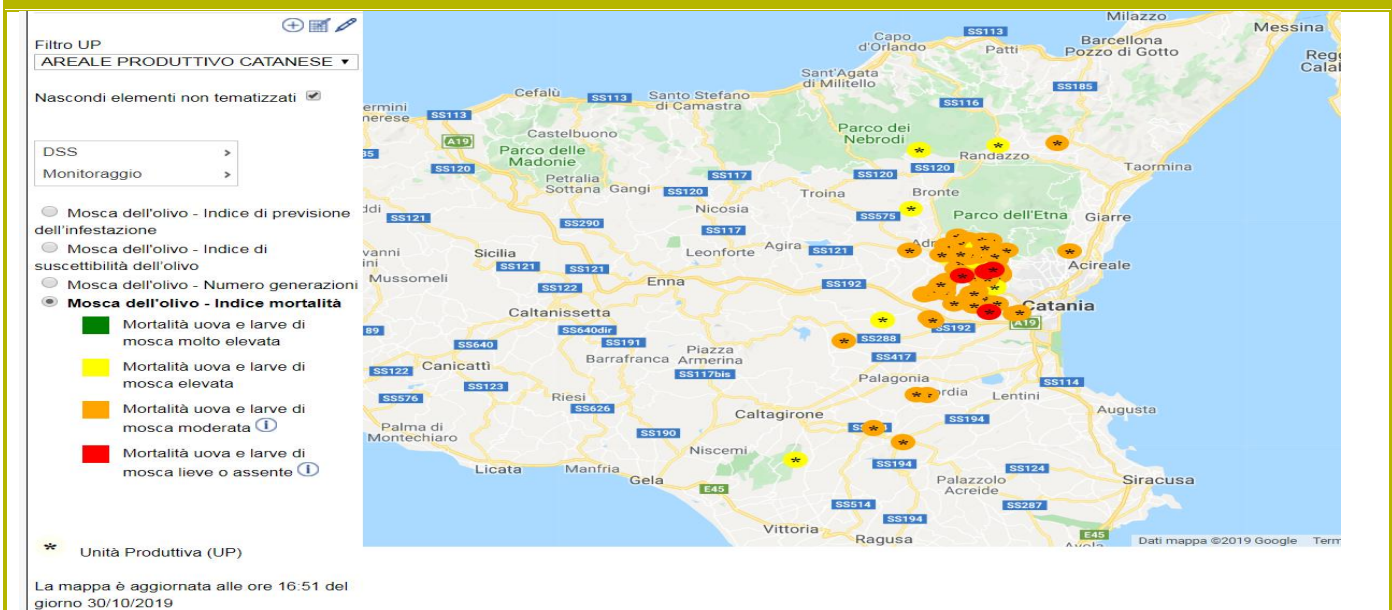 Filtro UP
AREALE PRODUTTIVO CATANESE
Nascondi elementi non tematizzati
DSS >
Monitoraggio >
Mosca dell'olivo - Indice di previsione
dell'infestazione
Mosca dell'olivo - Indice di
suscettibilità dell'olivo
Mosca dell'olivo - Numero generazioni
Mosca dell'olivo - Indice mortalità
Mortalità uova e larve di
mosca molto elevata
Mortalità uova e larve di
mosca elevata
Mortalità uova e larve di
mosca moderata
Mortalità uova e larve di
mosca lieve o assente
* Unità Produttiva (UP)
La mappa è aggiornata alle ore 16:51 del
giorno 30/10/2019
Milazzo
Messina
Capo
d'Orlando
SS113
Patti
Barcellona
Pozzo di Gotto
Sant'Agata
di Militello
SS185
Cefalù
SS113
Santo Stefano
di Camastra
SS116
SS113
A19
Castelbuono
Parco delle
Madonie
Parco dei
Nebrodi
Randazzo
Taormina
SS120
Petralia
Sottana
Gangi
SS120
SS117
Troina
SS120
SS120
Bronte
SS121
Nicosia
SS575
Parco dell'Etna
Giarre
SS290
SS117
Sicilia
Leonforte
Agira
SS121
Acireale
SS121
SS121
Mussomeli
SS122
Enna
SS192
Catania
Caltanissetta
A19
SS192
SS640dir
SS288
SS640
SS191
Barrafranca
Piazza
Armerina
SS417
SS122
Canicattì
SS117bis
Palagonia
SS114
SS123
SS576
Riesi
SS626
Lentini
Caltagirone
SS194
Augusta
Palma di
Montechiaro
SS190
Niscemi
Licata
Manfria
Gela
E45
SS194
SS124
Palazzolo
Acreide
Siracusa
SS514
SS287
SS194
Vittoria
Ragusa
E45
Dati mappa ©2019 Google